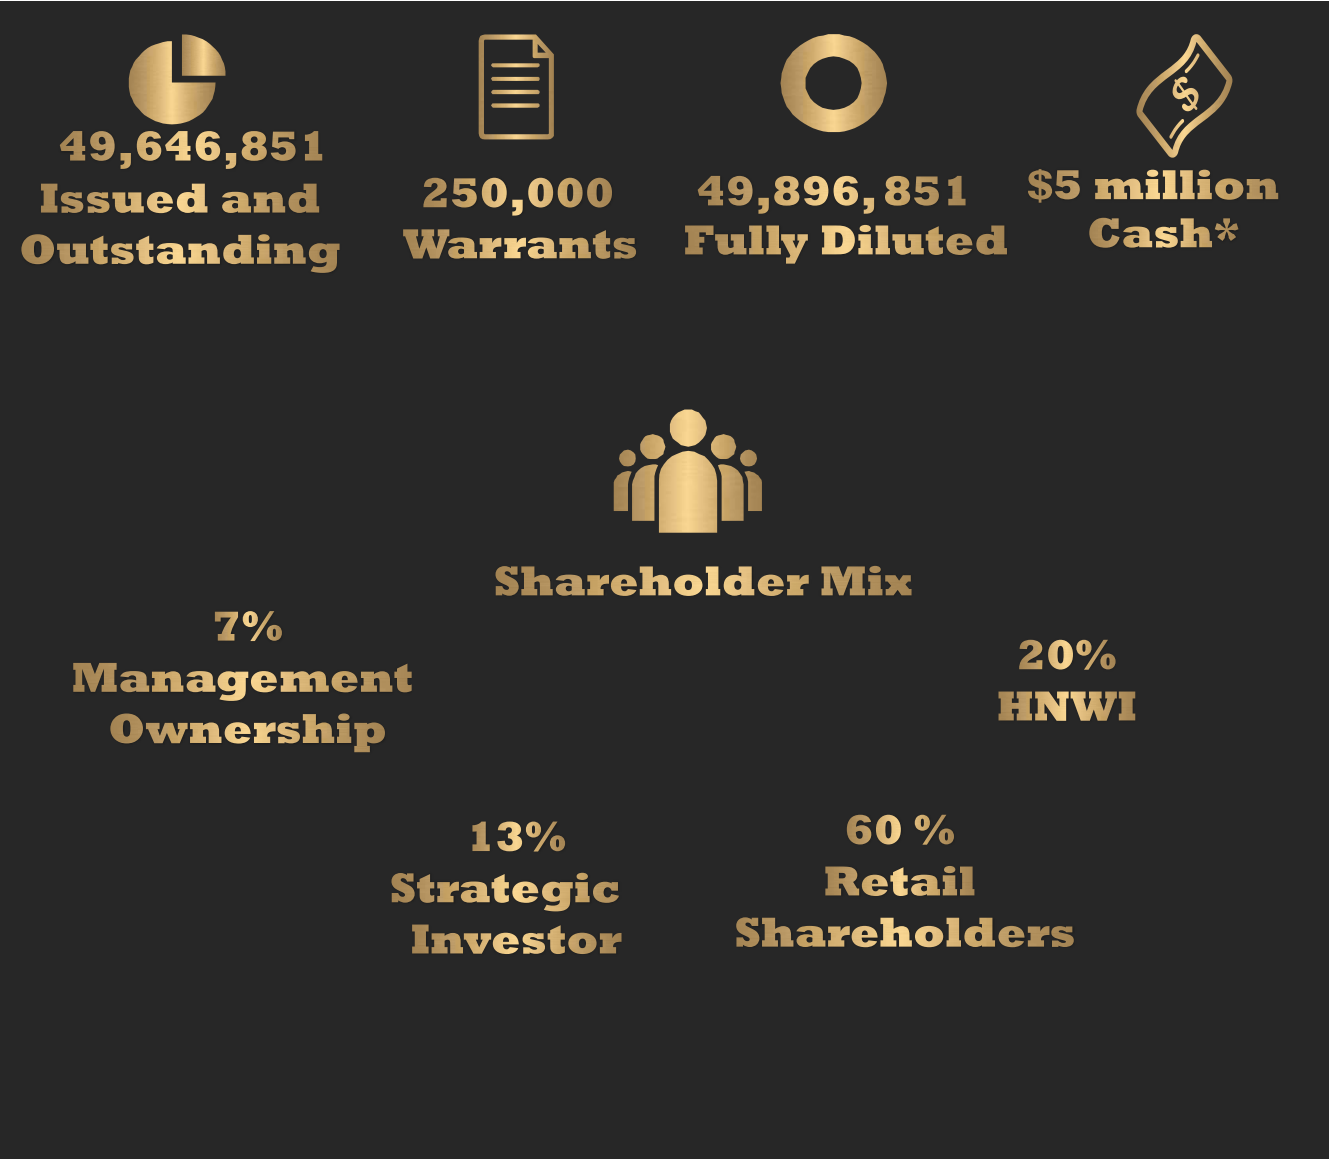 49,646,851
Issued and
Outstanding
250,000
Warrants
49,896,851
Fully Diluted
$5 million
Cash*
$
Shareholder Mix
7%
Management
Ownership
20%
HNWI
13%
Strategic
Investor
60 %
Retail
Shareholders